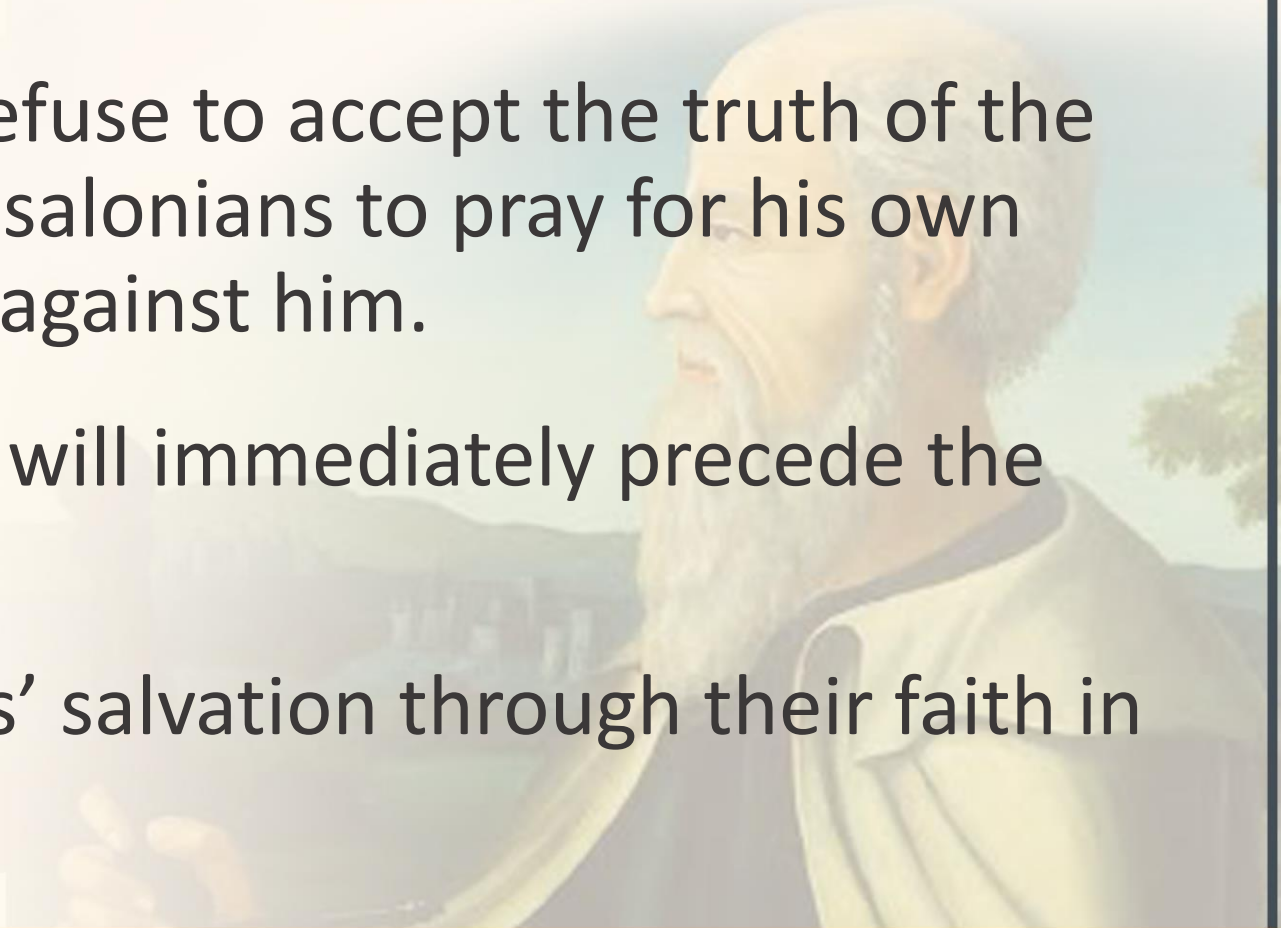 efuse to accept the truth of the
salonians to pray for his own
against him.
will immediately precede the
s’ salvation through their faith in